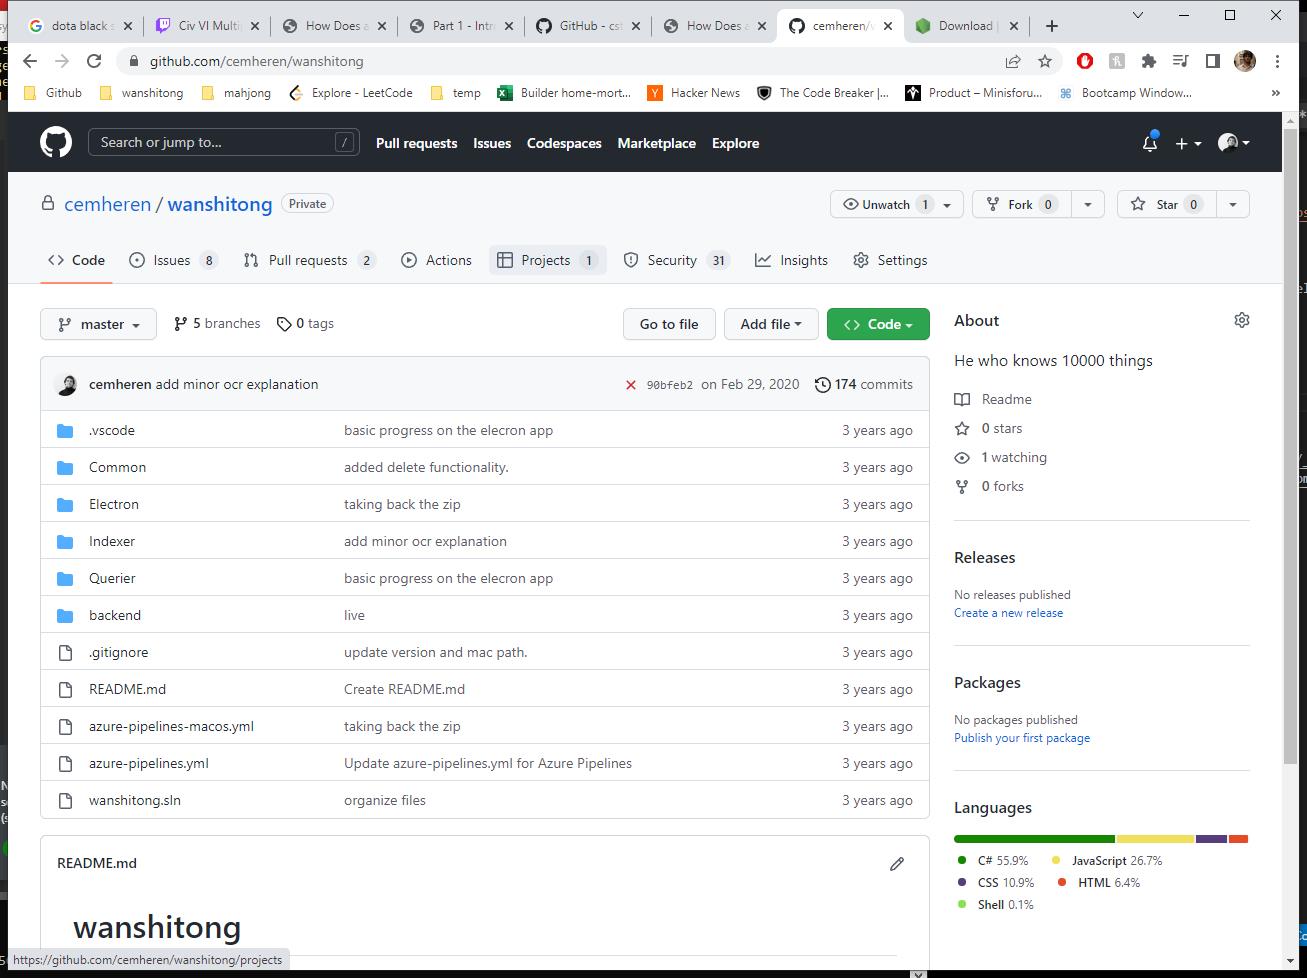 dota black s
Civ VI Multip
How Does a
Part 1 - Intro
GitHub - cst
How Does a
cemheren/w
Download |
github.com/cemheren/wanshitong
Github wanshitong mahjong Explore - LeetCode temp Builder home-mort... Hacker News The Code Breaker |... Product – Minisforu... Bootcamp Window... »
Search or jump to... /
Pull requests Issues Codespaces Marketplace Explore
cemheren / wanshitong Private
Unwatch 1 Fork 0 Star 0
Code Issues 8 Pull requests 2 Actions Projects 1 Security 31 Insights Settings
master 5 branches 0 tags
Go to file Add file Code
cemheren add minor ocr explanation 90bfeb2 on Feb 29, 2020 174 commits
.vscode basic progress on the elecron app 3 years ago
Common added delete functionality. 3 years ago
Electron taking back the zip 3 years ago
Indexer add minor ocr explanation 3 years ago
Querier basic progress on the elecron app 3 years ago
backend live 3 years ago
.gitignore update version and mac path. 3 years ago
README.md Create README.md 3 years ago
azure-pipelines-macos.yml taking back the zip 3 years ago
azure-pipelines.yml Update azure-pipelines.yml for Azure Pipelines 3 years ago
wanshitong.sln organize files 3 years ago
README.md
wanshitong
About
He who knows 10000 things
Readme
0 stars
1 watching
0 forks
Releases
No releases published
Create a new release
Packages
No packages published
Publish your first package
Languages
C# 55.9% JavaScript 26.7%
CSS 10.9% HTML 6.4%
Shell 0.1%
https://github.com/cemheren/wanshitong/projects